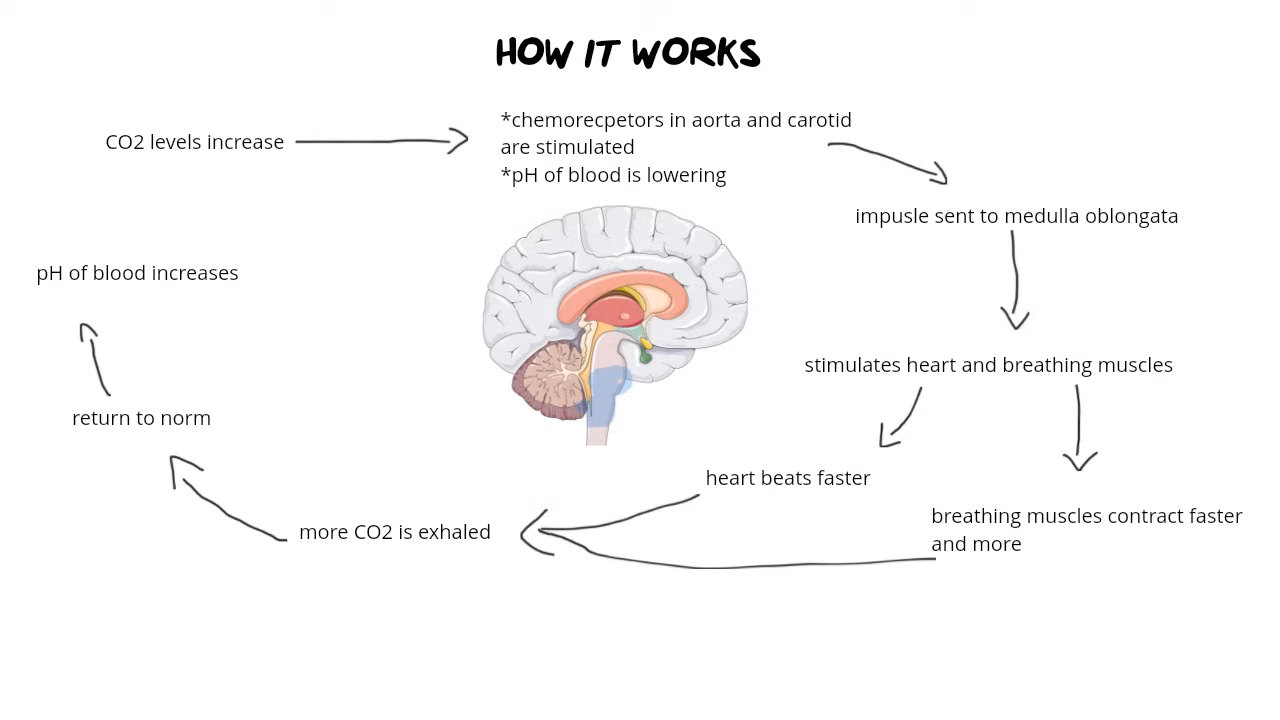 HOW IT WORKS
CO2 levels increase
*chemorecpetors in aorta and carotid
are stimulated
*pH of blood is lowering
impusle sent to medulla oblongata
stimulates heart and breathing muscles
heart beats faster
breathing muscles contract faster
and more
more CO2 is exhaled
return to norm
pH of blood increases